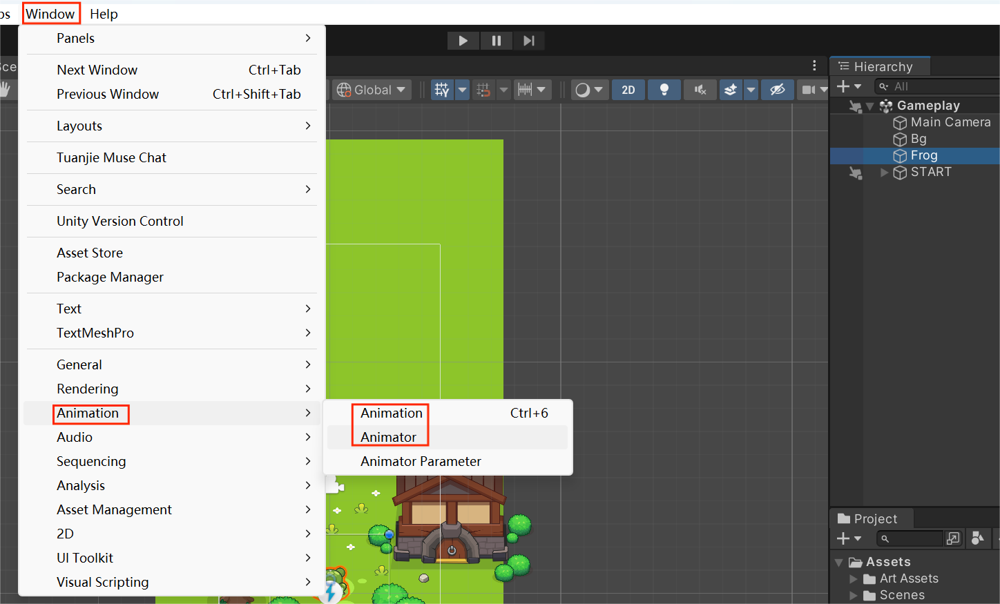 Window Help
Panels
Next Window Ctrl+Tab
Previous Window Ctrl+Shift+Tab
Layouts
Tuanjie Muse Chat
Search
Unity Version Control
Asset Store
Package Manager
Text
TextMeshPro
General
Rendering
Animation
Audio
Sequencing
Analysis
Asset Management
2D
UI Toolkit
Visual Scripting
Animation Ctrl+6
Animator
Animator Parameter
Global
2D
Hierarchy
All
Gameplay
Main Camera
Bg
Frog
START
Project
Assets
Art Assets
Scenes